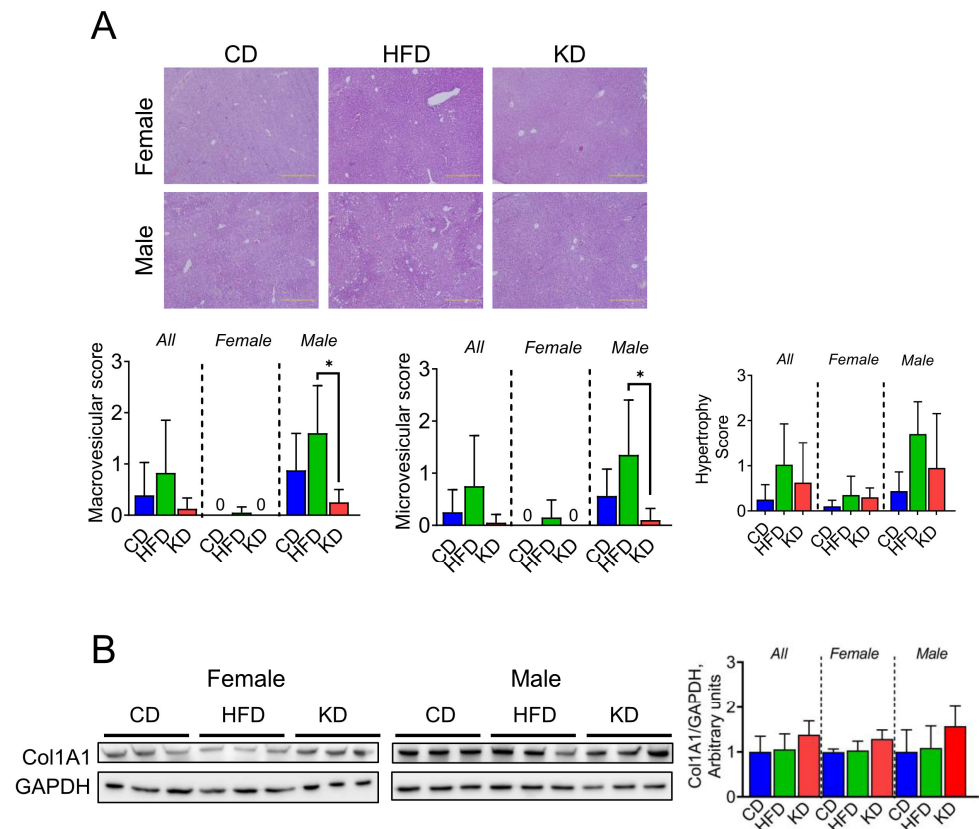 A
CD HFD KD
Female
Male
Macrovesicular score
3
2
1
0
All Female Male
*
0 0
CD HFD KD CD HFD KD CD HFD KD
Microvesicular score
3
2
1
0
All Female Male
*
0 0
CD HFD KD CD HFD KD CD HFD KD
Hypertrophy
Score
3
2
1
0
All Female Male
CD HFD KD CD HFD KD CD HFD KD
B
Female Male
CD HFD KD CD HFD KD
Col1A1
GAPDH
Col1A1/GAPDH,
Arbitrary units
3
2
1
0
All Female Male
CD HFD KD CD HFD KD CD HFD KD